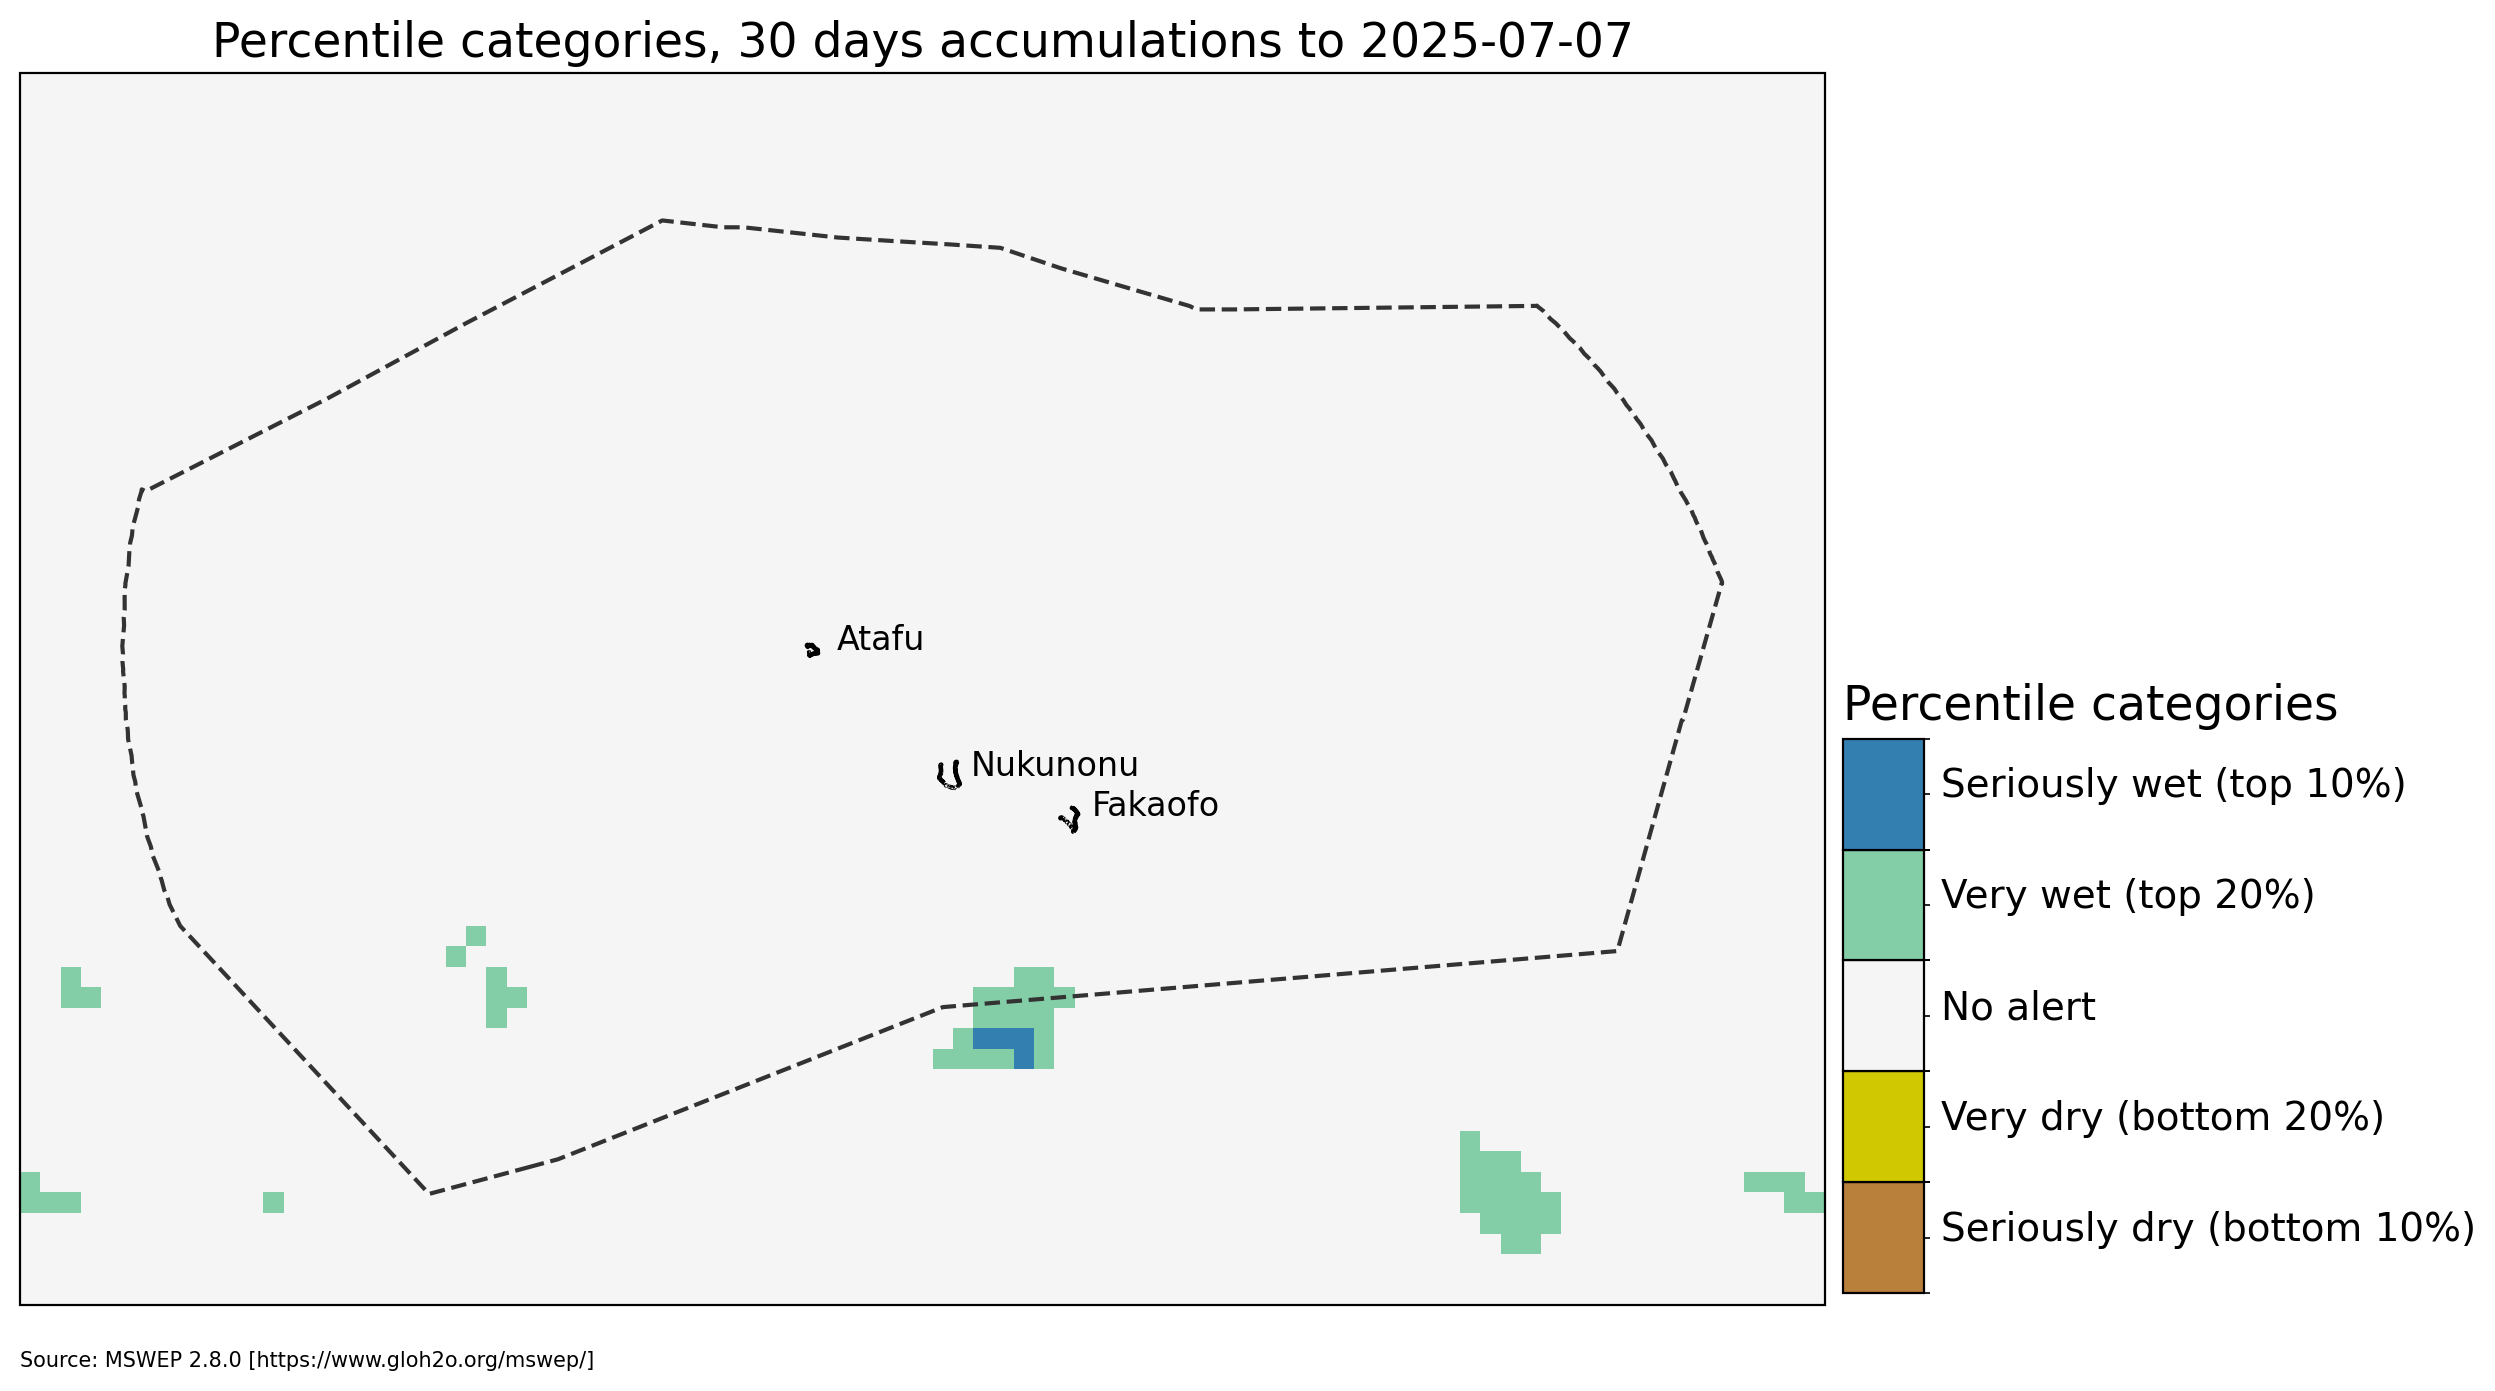 Percentile categories, 30 days accumulations to 2025-07-07
Atafu
Nukunonu
Fakaofo
Percentile categories
Seriously wet (top 10%)
Very wet (top 20%)
No alert
Very dry (bottom 20%)
Seriously dry (bottom 10%)
Source: MSWEP 2.8.0 [https://www.gloh2o.org/mswep/]